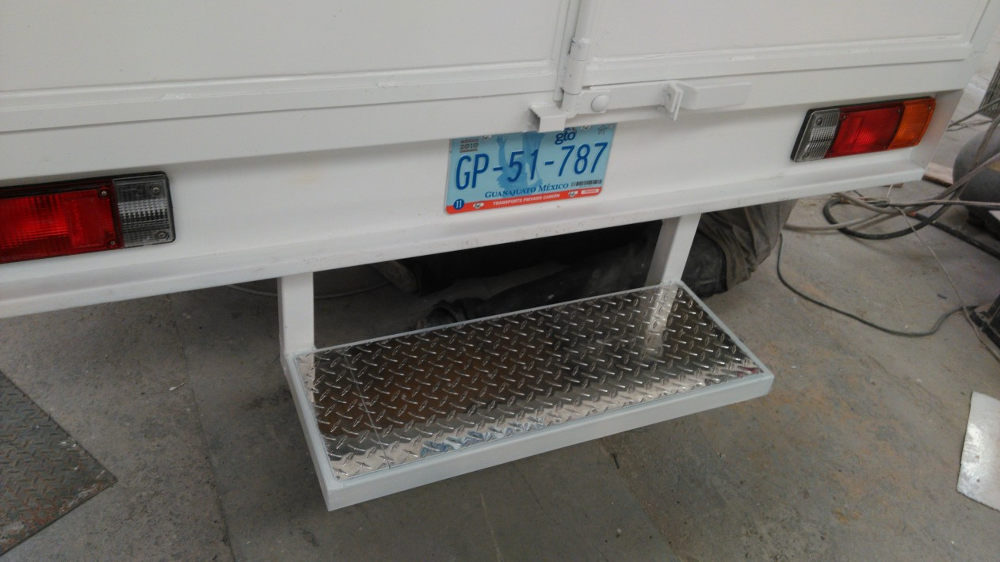 MÉXICO
2010
gto
GP-51-787
GUANAJUATO MÉXICO
11
TRANSPORTE PRIVADO CAMIÓN